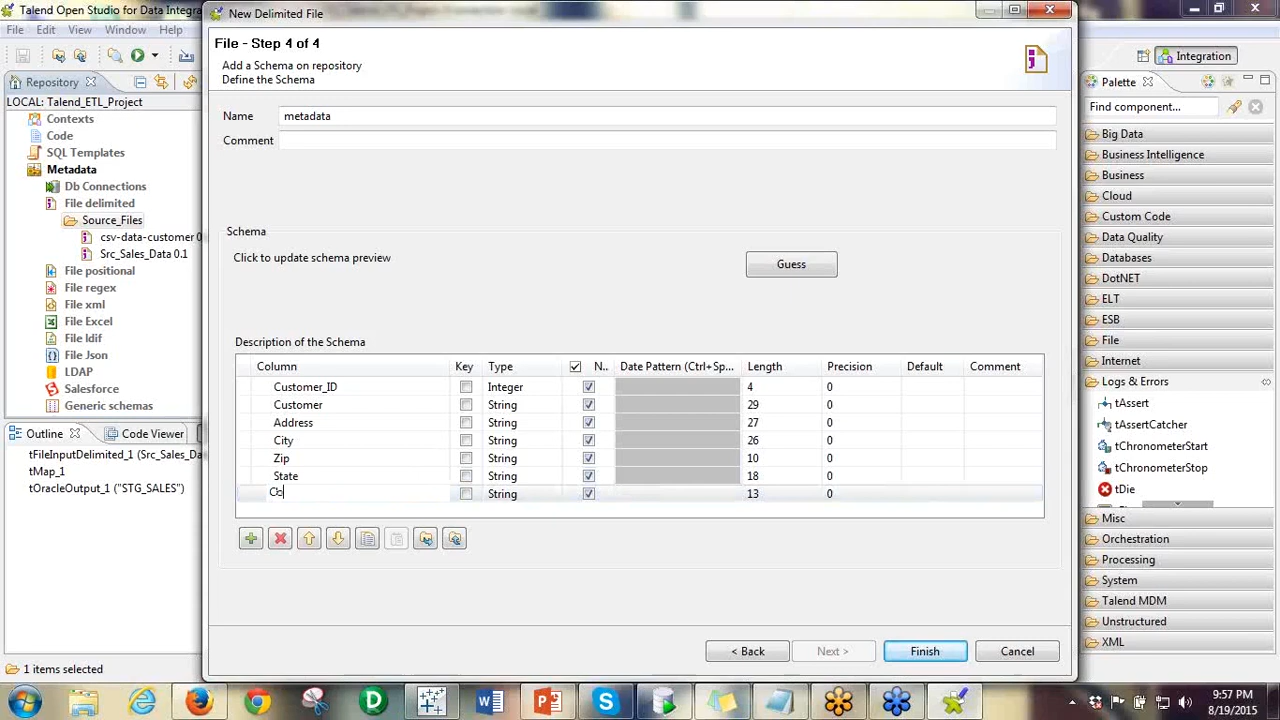 Talend Open Studio for Data Integra
New Delimited File
File Edit View Window Help
File - Step 4 of 4
Add a Schema on repository
Define the Schema
Integration
Repository
Palette
LOCAL: Talend_ETL_Project
Find component...
Contexts
Code
SQL Templates
Metadata
Db Connections
File delimited
Source_Files
csv-data-customer 0
Src_Sales_Data 0.1
File positional
File regex
File xml
File Excel
File ldif
File Json
LDAP
Salesforce
Generic schemas
Name metadata
Comment
Schema
Click to update schema preview
Guess
Description of the Schema
Column Key Type N.. Date Pattern (Ctrl+Sp... Length Precision Default Comment
Customer_ID Integer 4 0
Customer String 29 0
Address String 27 0
City String 26 0
Zip String 10 0
State String 18 0
String 13 0
< Back Next > Finish Cancel
Outline Code Viewer
tFileInputDelimited_1 (Src_Sales_Da
tMap_1
tOracleOutput_1 ("STG_SALES")
1 items selected
Big Data
Business Intelligence
Business
Cloud
Custom Code
Data Quality
Databases
DotNET
ELT
ESB
File
Internet
Logs & Errors
tAssert
tAssertCatcher
tChronometerStart
tChronometerStop
tDie
Misc
Orchestration
Processing
System
Talend MDM
Unstructured
XML
9:57 PM
8/19/2015